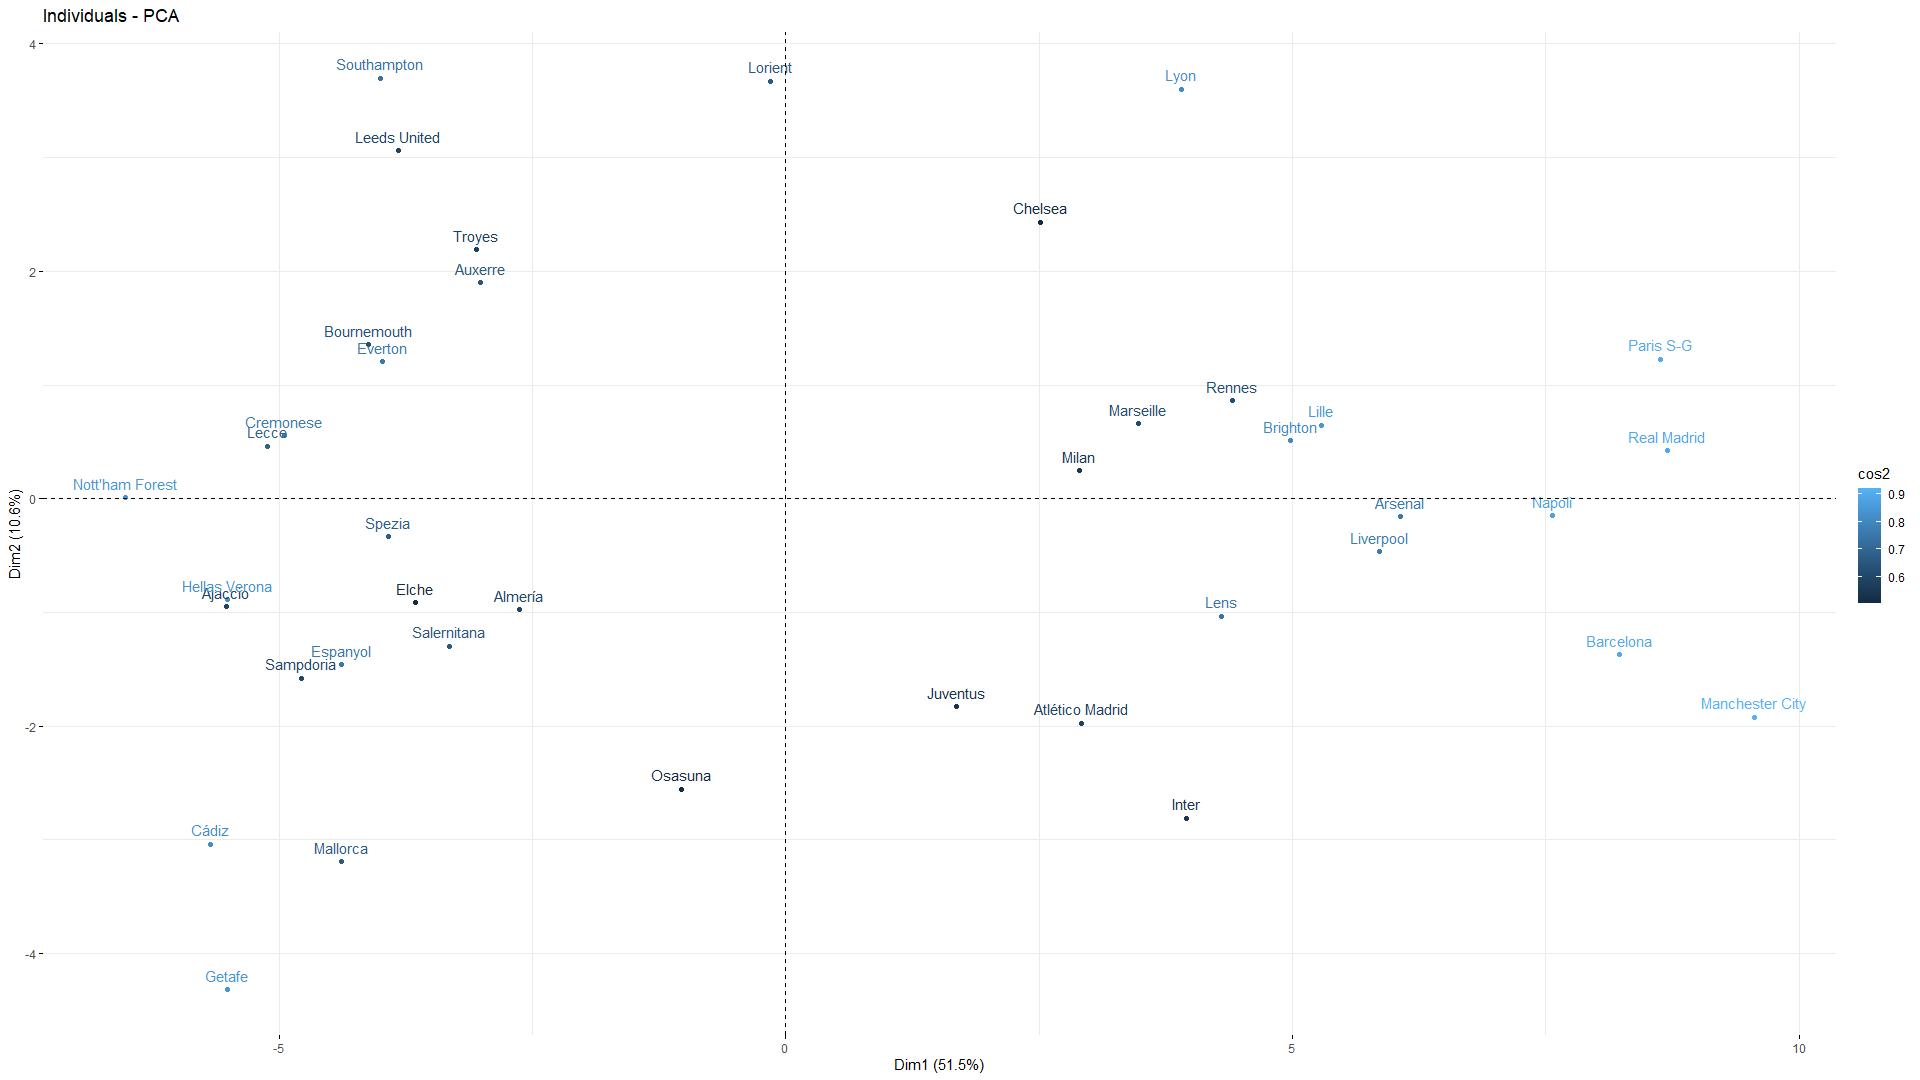 Individuals - PCA
4
Southampton
Lorient
Lyon
Leeds United
Chelsea
Troyes
Auxerre
2
Bournemouth
Everton
Paris S-G
Rennes
Marseille
Lille
Cremonese
Brighton
Lecce
Real Madrid
Milan
cos2
Nott'ham Forest
0.9
0
Arsenal
Napoli
Spezia
0.8
Dim2 (10.6%)
Liverpool
0.7
0.6
Hellas Verona
Ajaccio
Elche
Almería
Lens
Salernitana
Espanyol
Barcelona
Sampdoria
Juventus
Manchester City
Atlético Madrid
-2
Osasuna
Inter
Cádiz
Mallorca
-4
Getafe
-5
0
5
10
Dim1 (51.5%)